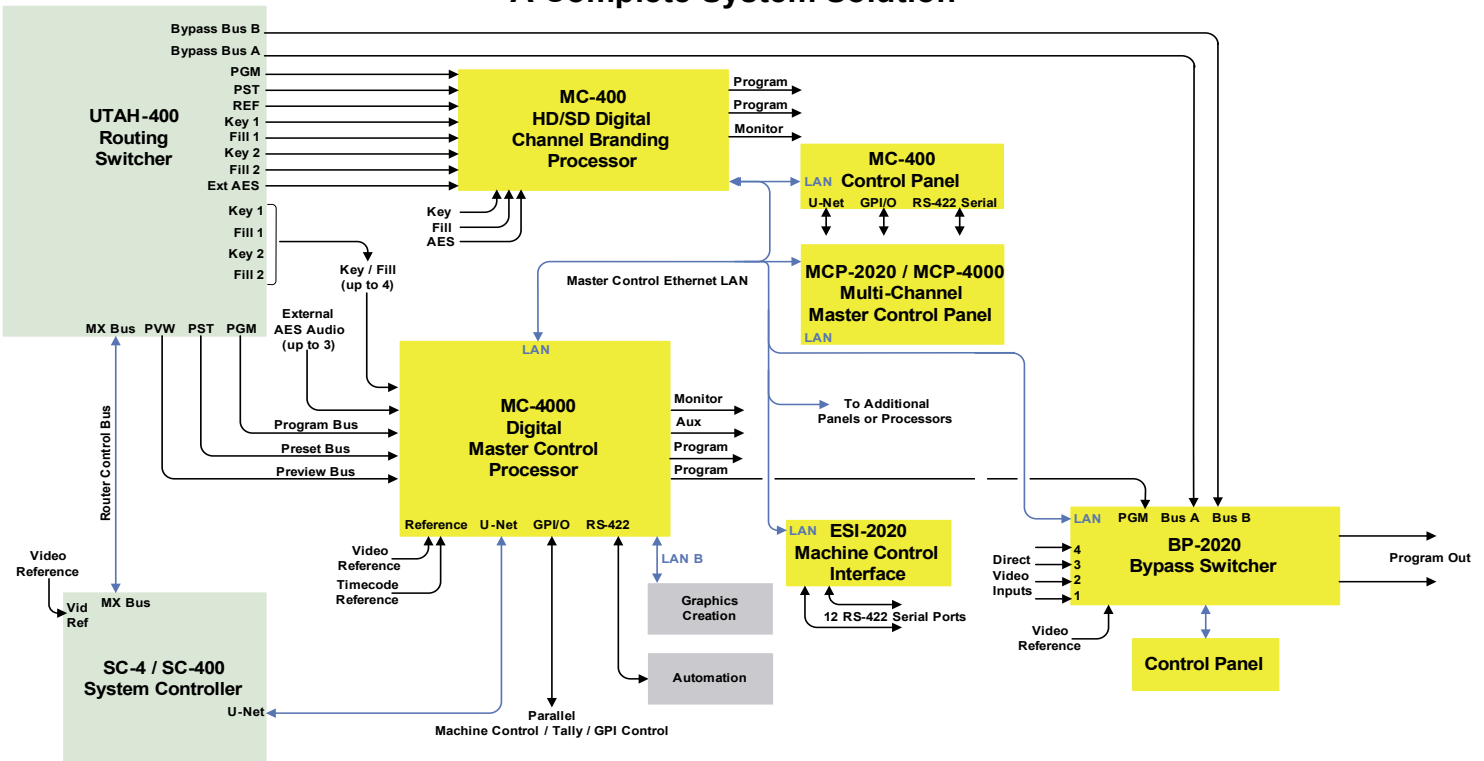 A Complete System Solution
Bypass Bus B
Bypass Bus A
PGM
PST
REF
Key 1
Fill 1
Key 2
Fill 2
Ext AES
Key 1
Fill 1
Key 2
Fill 2
UTAH-400
Routing
Switcher
MX Bus PVW PST PGM
MC-400
HD/SD Digital
Channel Branding
Processor
Program
Program
Monitor
Key
Fill
AES
MC-400
Control Panel
LAN
U-Net GPI/O RS-422 Serial
MCP-2020 / MCP-4000
Multi-Channel
Master Control Panel
LAN
Key / Fill
(up to 4)
Master Control Ethernet LAN
External
AES Audio
(up to 3)
LAN
MC-4000
Digital
Master Control
Processor
Program Bus
Preset Bus
Preview Bus
Monitor
Aux
Program
Program
To Additional
Panels or Processors
Router Control Bus
Reference U-Net GPI/O RS-422
Video
Reference
Timecode
Reference
LAN B
Graphics
Creation
Automation
Parallel
Machine Control / Tally / GPI Control
LAN
ESI-2020
Machine Control
Interface
12 RS-422 Serial Ports
LAN PGM Bus A Bus B
BP-2020
Bypass Switcher
Direct
Video
Inputs
4
3
2
1
Video
Reference
Program Out
Control Panel
Video
Reference
Vid
Ref
MX Bus
SC-4 / SC-400
System Controller
U-Net